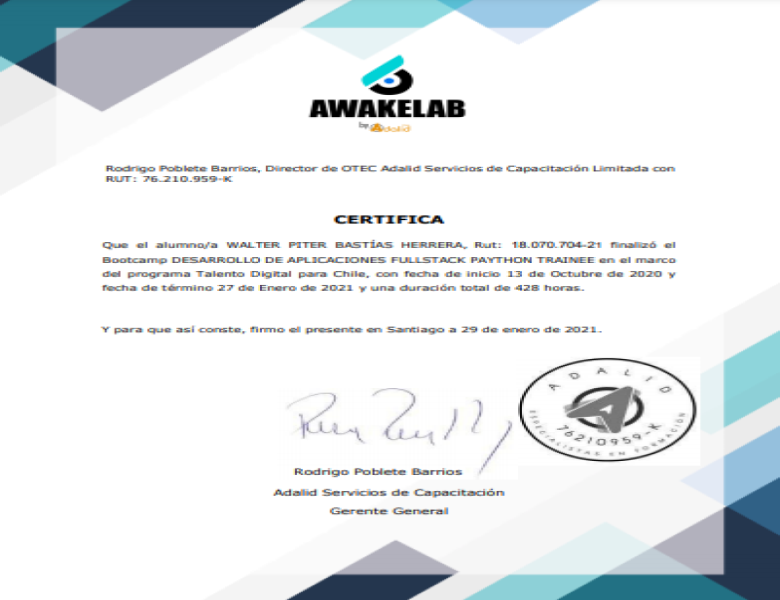 AWAKELAB
by Adalid
Rodrigo Poblete Barrios, Director de OTEC Adalid Servicios de Capacitación Limitada con
RUT: 76.210.959-K
CERTIFICA
Que el alumno/a WALTER PITER BASTÍAS HERRERA, Rut: 18.070.704-21 finalizó el
Bootcamp DESARROLLO DE APLICACIONES FULLSTACK PAYTHON TRAINEE en el marco
del programa Talento Digital para Chile, con fecha de inicio 13 de Octubre de 2020 y
fecha de término 27 de Enero de 2021 y una duración total de 428 horas.
Y para que así conste, firmo el presente en Santiago a 29 de enero de 2021.
ADALID
76210959-K
ESPECIALISTAS EN FORMACIÓN
Rodrigo Poblete Barrios
Adalid Servicios de Capacitación
Gerente General